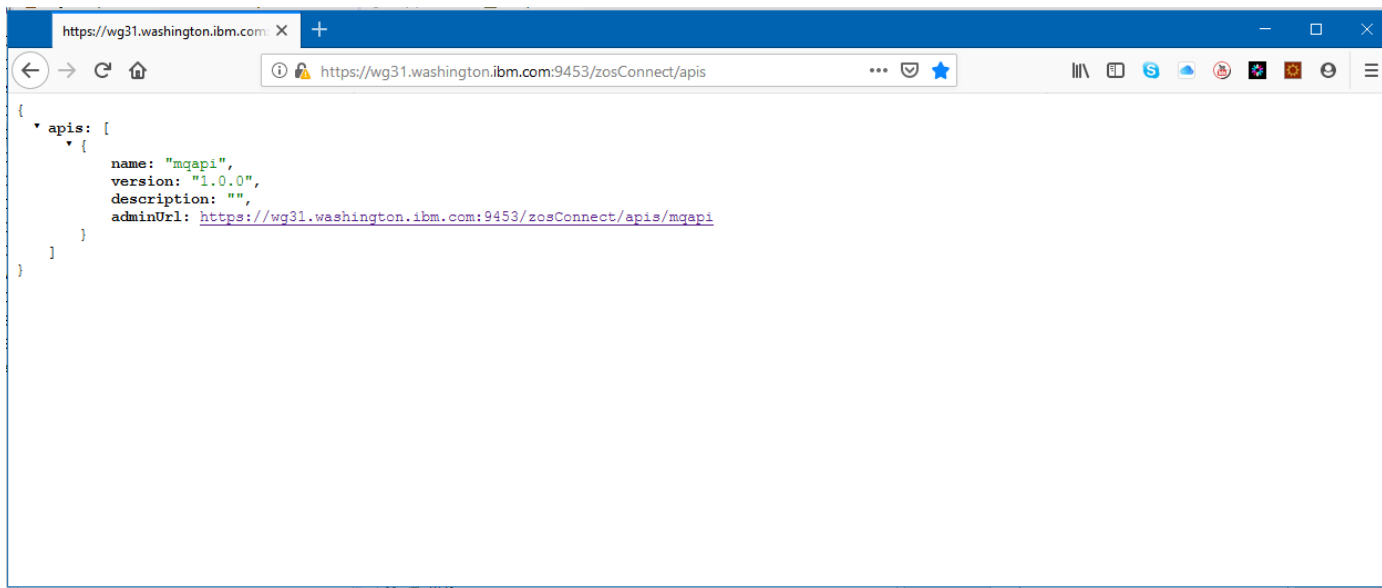 https://wg31.washington.ibm.com:
https://wg31.washington.ibm.com:9453/zosConnect/apis
{
apis: [
{
name: "mqapi",
version: "1.0.0",
description: "",
adminUrl: https://wg31.washington.ibm.com:9453/zosConnect/apis/mqapi
}
]
}